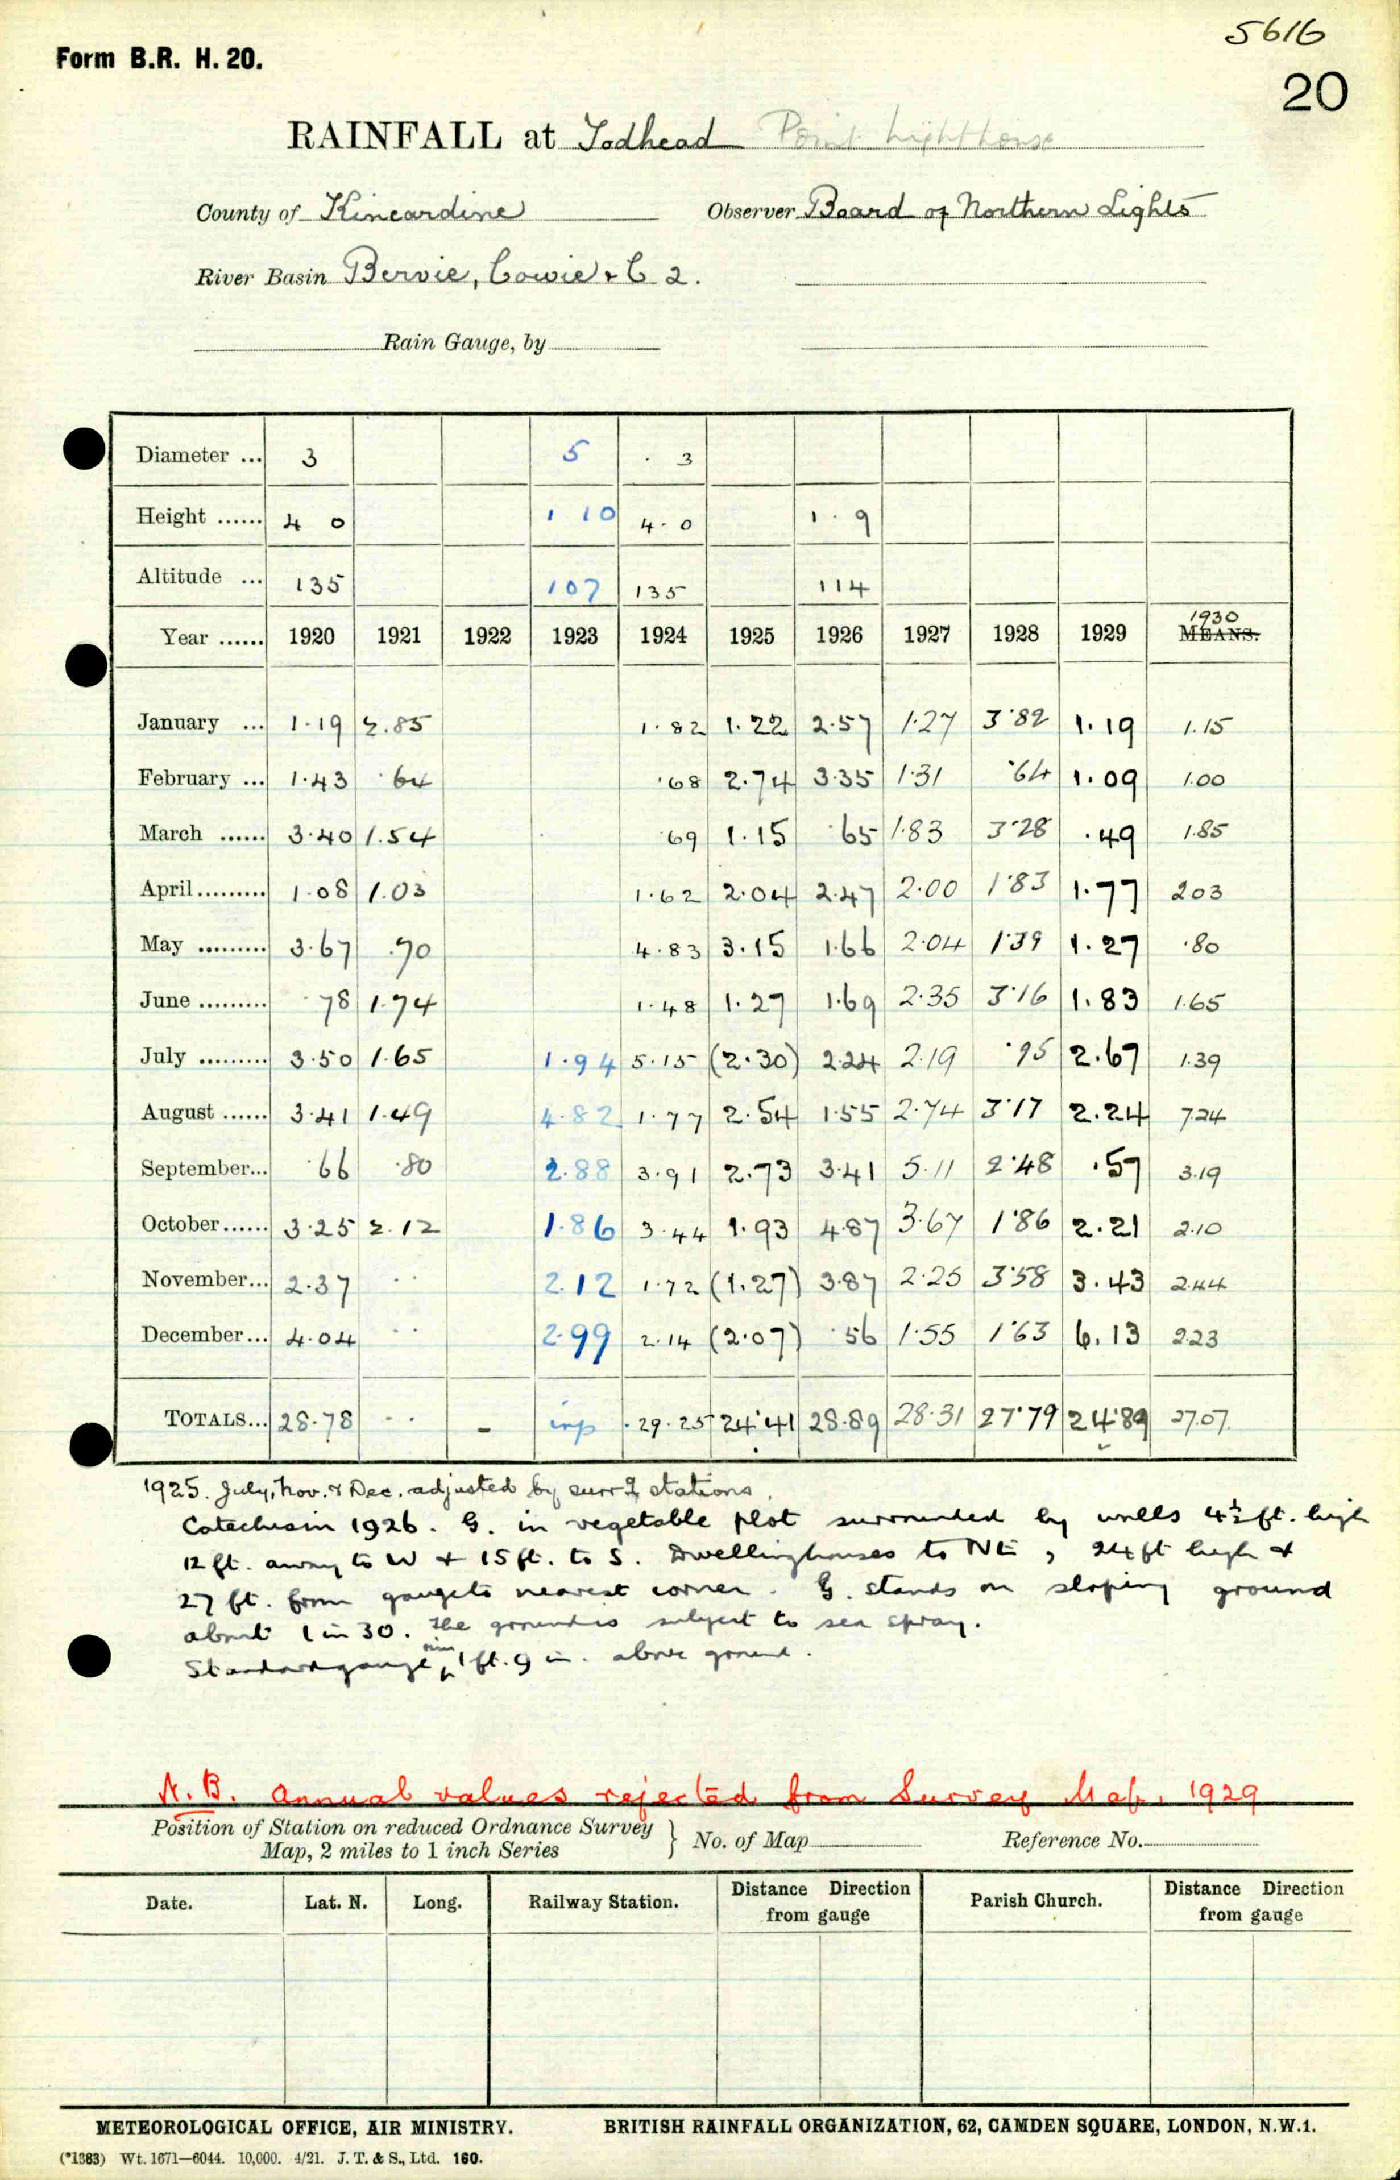 5616
Form B.R. H. 20.
20
RAINFALL at Todhead Point Lighthouse
County of Kincardine Observer Board of Northern Lights
River Basin Bervie, Cowie & C 2.
Rain Gauge, by
Diameter ... 3 5 3
Height ...... 4 0 1 10 4-0 1-9
Altitude ... 135 107 135 114
1930
Year ...... 1920 1921 1922 1923 1924 1925 1926 1927 1928 1929 MEANS.
January ... 1.19 2.85 1.82 1.22 2.57 1.27 3.82 1.19 1.15
February ... 1.43 .64 .68 2.74 3.35 1.31 .64 1.09 1.00
March ...... 3.40 1.54 .69 1.15 .65 1.83 3.28 .49 1.85
April......... 1.08 1.03 1.62 2.04 2.47 2.00 1.83 1.77 2.03
May ......... 3.67 .70 4.83 3.15 1.66 2.04 1.39 1.27 .80
June ......... .78 1.74 1.48 1.27 1.69 2.35 3.16 1.83 1.65
July ......... 3.50 1.65 1.94 5.15 (2.30) 2.24 2.19 .95 2.67 1.39
August ...... 3.41 1.49 4.82 1.77 2.54 1.55 2.74 3.17 2.24 7.24
September... .66 .80 2.88 3.91 2.73 3.41 5.11 2.48 .57 3.19
October...... 3.25 2.12 1.86 3.44 1.93 4.87 3.67 1.86 2.21 2.10
November... 2.37 .. 2.12 1.72 (1.27) 3.87 2.25 3.58 3.43 2.44
December... 4.04 .. 2.99 2.14 (2.07) .56 1.55 1.63 6.13 2.23
TOTALS... 28.78 .. - inp 29.25 24.41 28.89 28.31 27.79 24.89 27.07
1925. July, Nov. & Dec. adjusted by surrg stations.
Catechism 1926. G. in vegetable plot surrounded by walls 4½ ft. high
12 ft. away to W & 15 ft. to S. Dwellinghouses to NE, 24 ft high &
27 ft. from gauge to nearest corner. G. stands on sloping ground
about 1 in 30. The ground is subject to sea spray.
Standard gauge rim 1 ft. 9 in. above ground.
N.B. Annual values rejected from Survey Map. 1929
Position of Station on reduced Ordnance Survey Map, 2 miles to 1 inch Series } No. of Map Reference No.
Date. Lat. N. Long. Railway Station. Distance Direction from gauge Parish Church. Distance Direction from gauge
METEOROLOGICAL OFFICE, AIR MINISTRY. BRITISH RAINFALL ORGANIZATION, 62, CAMDEN SQUARE, LONDON, N.W.1.
(*1383) Wt. 1671—6044. 10,000. 4/21. J. T. & S., Ltd. 160.